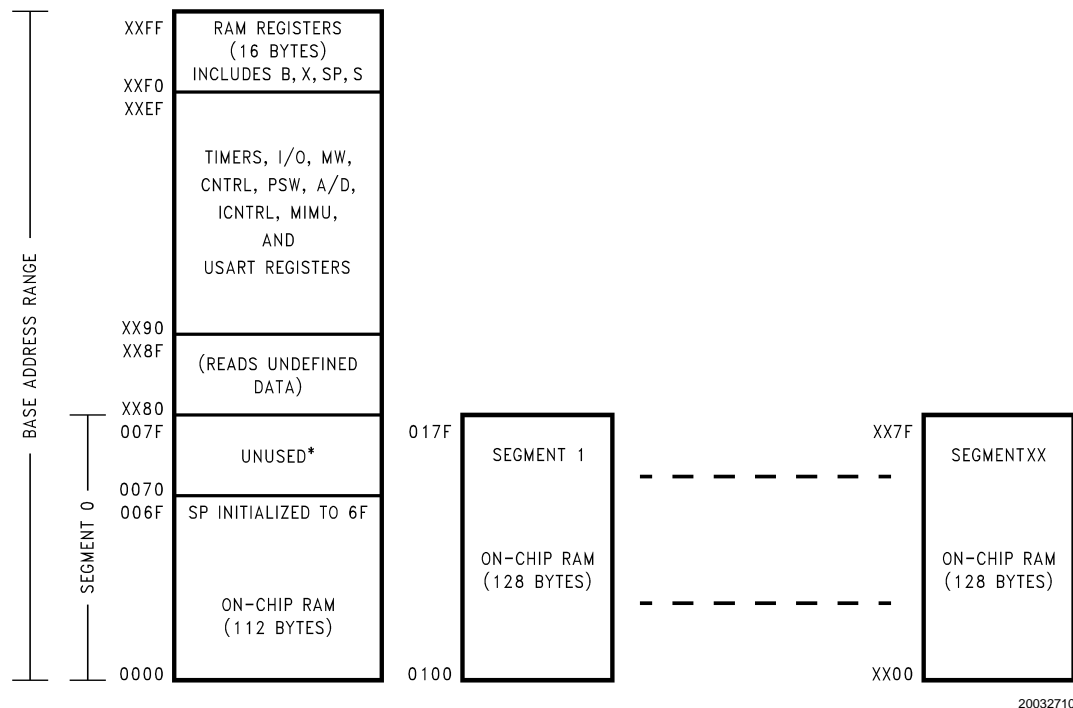 XXFF
RAM REGISTERS
(16 BYTES)
INCLUDES B, X, SP, S
XXF0
XXEF
TIMERS, I/O, MW,
CNTRL, PSW, A/D,
ICNTRL, MIMU,
AND
USART REGISTERS
XX90
XX8F
(READS UNDEFINED
DATA)
XX80
007F
UNUSED*
0070
006F
SP INITIALIZED TO 6F
ON-CHIP RAM
(112 BYTES)
0000
BASE ADDRESS RANGE
SEGMENT 0
017F
SEGMENT 1
ON-CHIP RAM
(128 BYTES)
0100
XX7F
SEGMENTXX
ON-CHIP RAM
(128 BYTES)
XX00
20032710